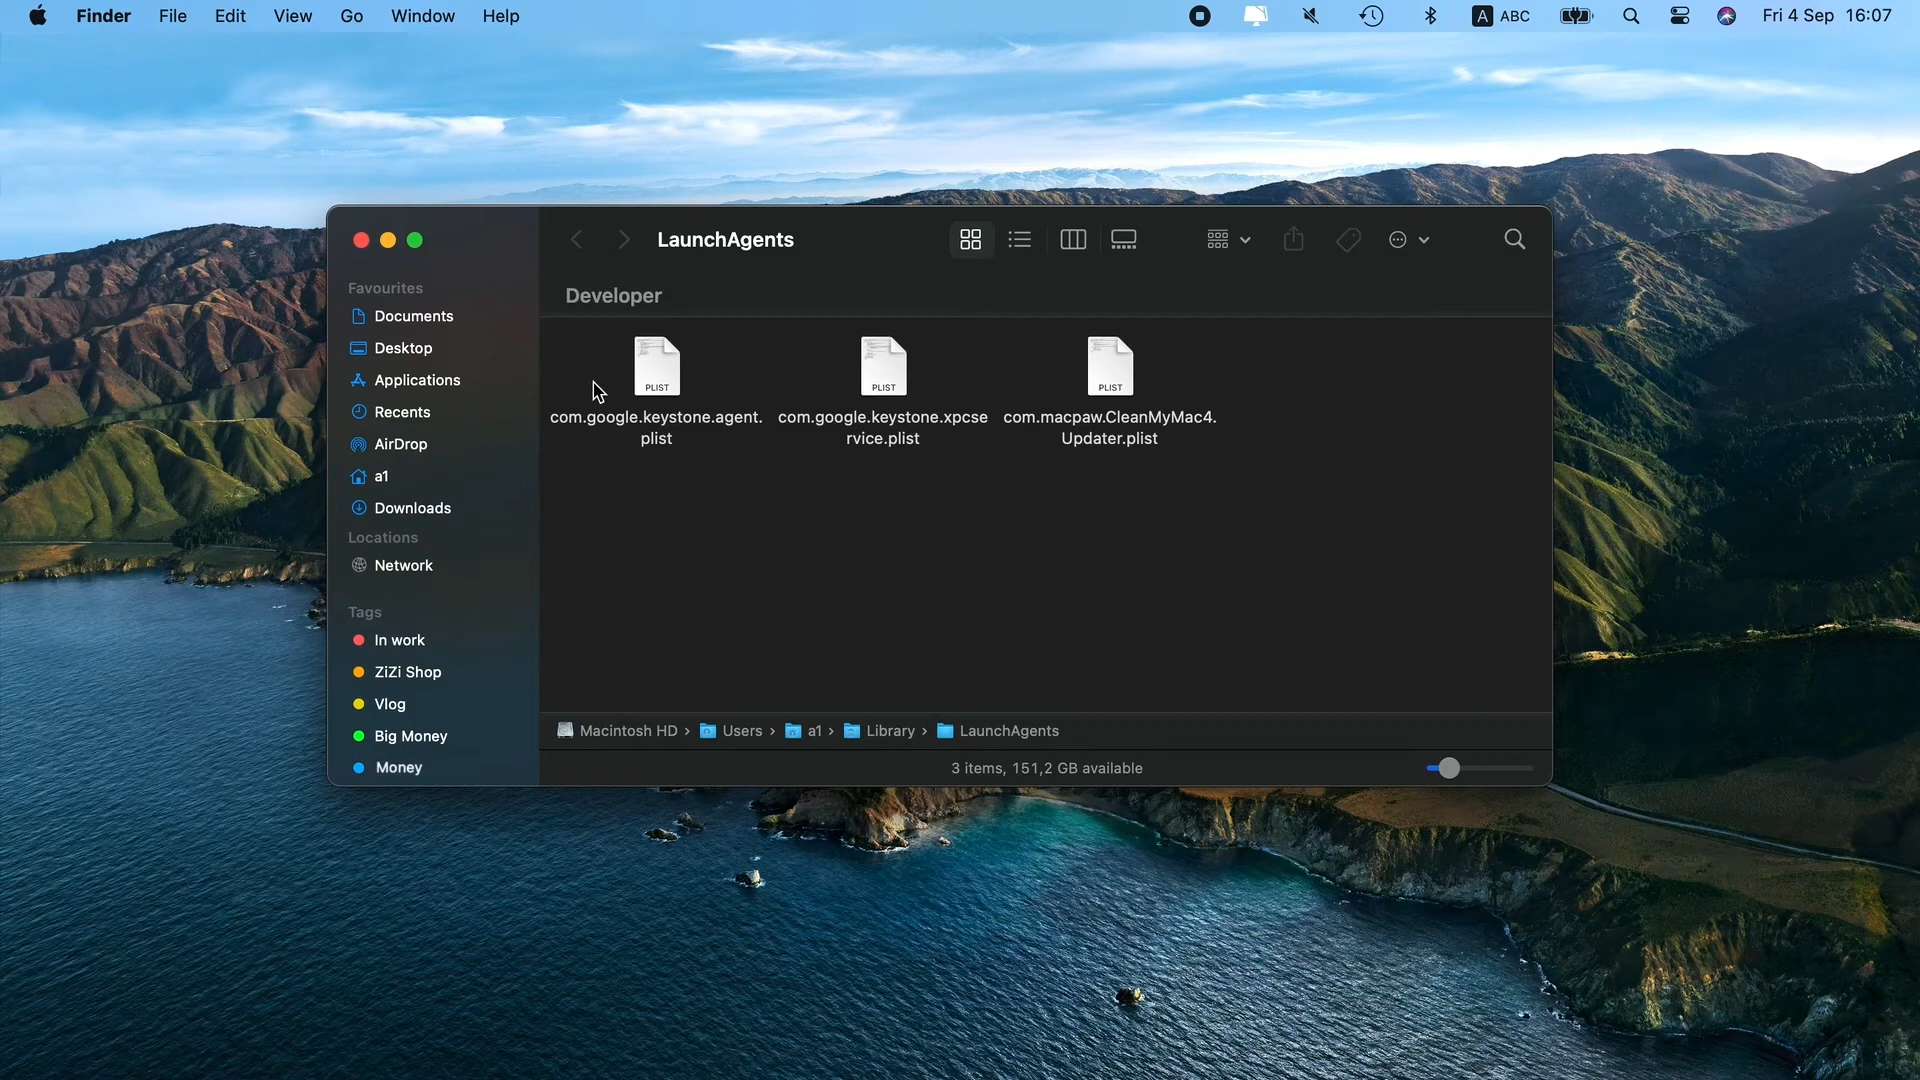 Finder File Edit View Go Window Help A ABC Fri 4 Sep 16:07
LaunchAgents
Favourites
Documents
Desktop
Applications
Recents
AirDrop
a1
Downloads
Locations
Network
Tags
In work
ZiZi Shop
Vlog
Big Money
Money
Developer
PLIST PLIST PLIST
com.google.keystone.agent. com.google.keystone.xpcse com.macpaw.CleanMyMac4.
plist rvice.plist Updater.plist
Macintosh HD › Users › a1 › Library › LaunchAgents
3 items, 151,2 GB available